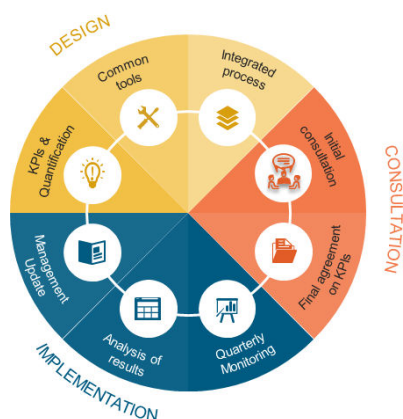 DESIGN
Common
tools
Integrated
process
KPIs &
Quantification
Initial
consultation
CONSULTATION
Final agreement
on KPIs
Management
Update
Analysis of
results
Quarterly
Monitoring
IMPLEMENTATION